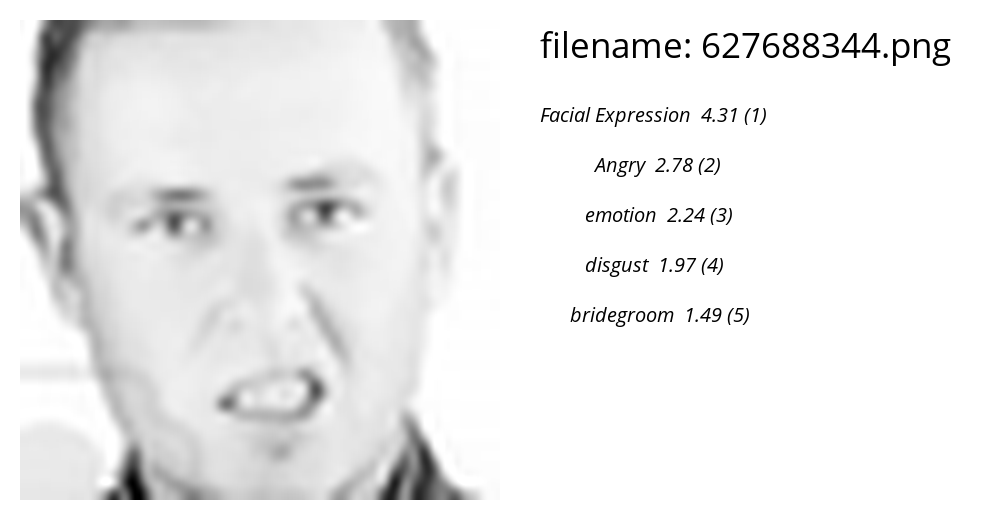 filename: 627688344.png
Facial Expression 4.31 (1)
Angry 2.78 (2)
emotion 2.24 (3)
disgust 1.97 (4)
bridegroom 1.49 (5)